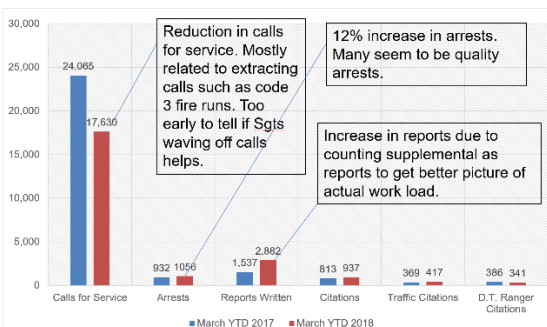 30,000
25,000
20,000
15,000
10,000
5,000
0
Reduction in calls
for service. Mostly
related to extracting
calls such as code
3 fire runs. Too
early to tell if Sgts
waving off calls
helps.
12% increase in arrests.
Many seem to be quality
arrests.
Increase in reports due to
counting supplemental as
reports to get better picture of
actual work load.
24,065
17,630
932 1056
1,537
2,882
813 937
369 417
386 341
Calls for Service
Arrests
Reports Written
Citations
Traffic Citations
D.T. Ranger
Citations
March YTD 2017
March YTD 2018